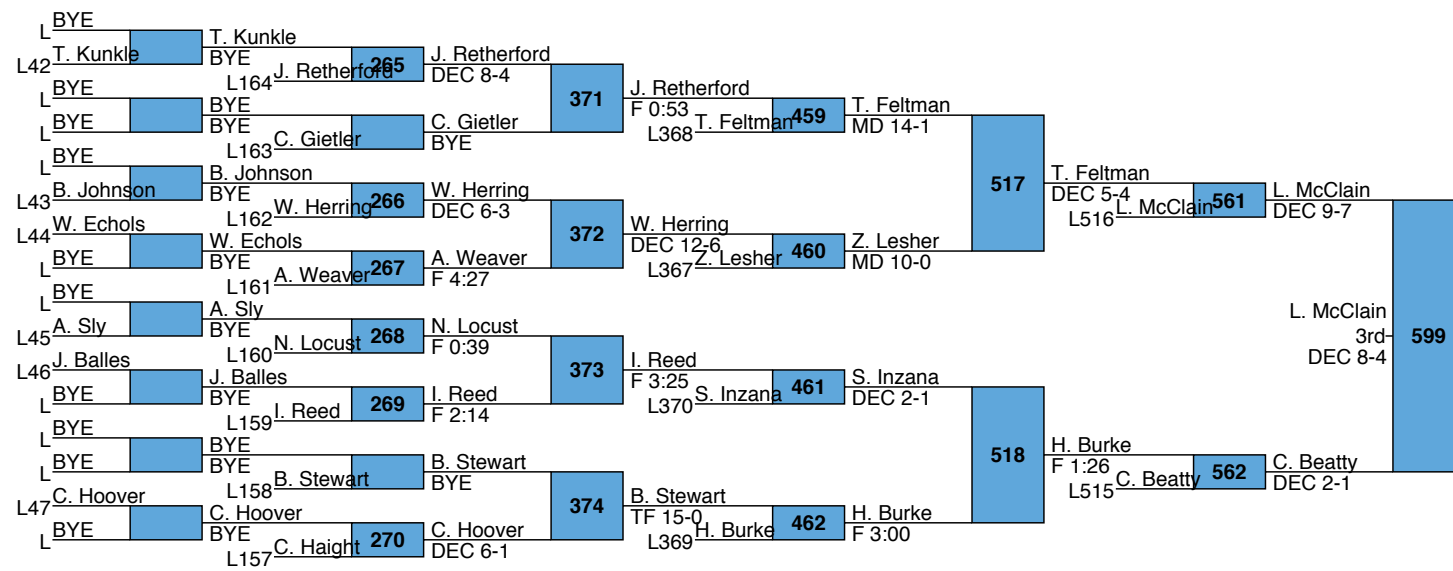 BYE
L
T. Kunkle
L42
T. Kunkle
BYE
L164
J. Retherford
265
J. Retherford
DEC 8-4
BYE
L
BYE
L
BYE
BYE
L163
C. Gietler
C. Gietler
BYE
371
J. Retherford
F 0:53
L368
T. Feltman
459
T. Feltman
MD 14-1
BYE
L
B. Johnson
L43
B. Johnson
BYE
L162
W. Herring
266
W. Herring
DEC 6-3
W. Echols
L44
BYE
L
W. Echols
BYE
L161
A. Weaver
267
A. Weaver
F 4:27
372
W. Herring
DEC 12-6
L367
Z. Lesher
460
Z. Lesher
MD 10-0
517
T. Feltman
DEC 5-4
L516
L. McClain
561
L. McClain
DEC 9-7
BYE
L
A. Sly
L45
A. Sly
BYE
L160
N. Locust
268
N. Locust
F 0:39
J. Balles
L46
BYE
L
J. Balles
BYE
L159
I. Reed
269
I. Reed
F 2:14
373
I. Reed
F 3:25
L370
S. Inzana
461
S. Inzana
DEC 2-1
BYE
L
BYE
L
BYE
BYE
L158
B. Stewart
B. Stewart
BYE
C. Hoover
L47
BYE
L
C. Hoover
BYE
L157
C. Haight
270
C. Hoover
DEC 6-1
374
B. Stewart
TF 15-0
L369
H. Burke
462
H. Burke
F 3:00
518
H. Burke
F 1:26
L515
C. Beatty
562
C. Beatty
DEC 2-1
L. McClain
3rd
DEC 8-4
599